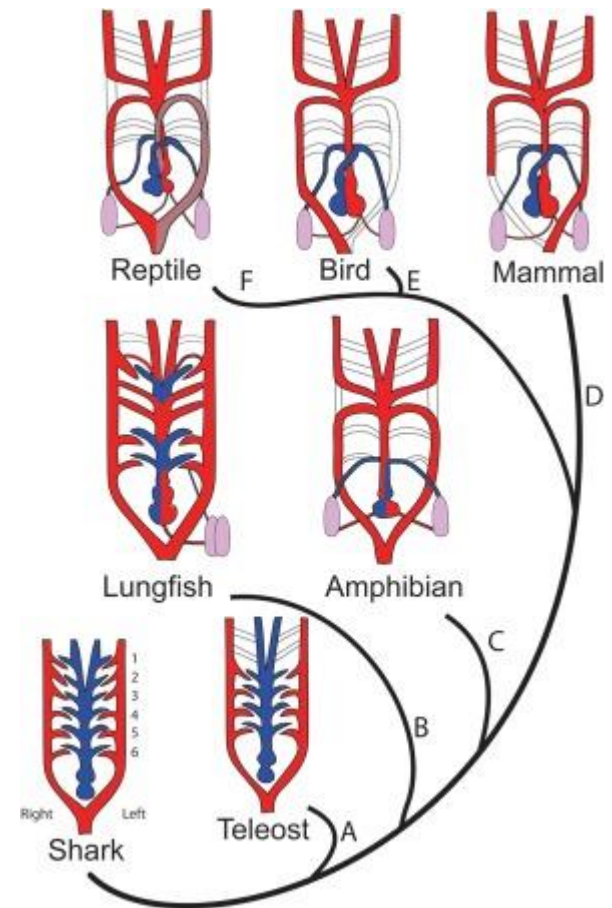 Reptile
F
Bird
E
Mammal
D
Lungfish
Amphibian
C
B
1
2
3
4
5
6
Right
Left
Shark
Teleost
A